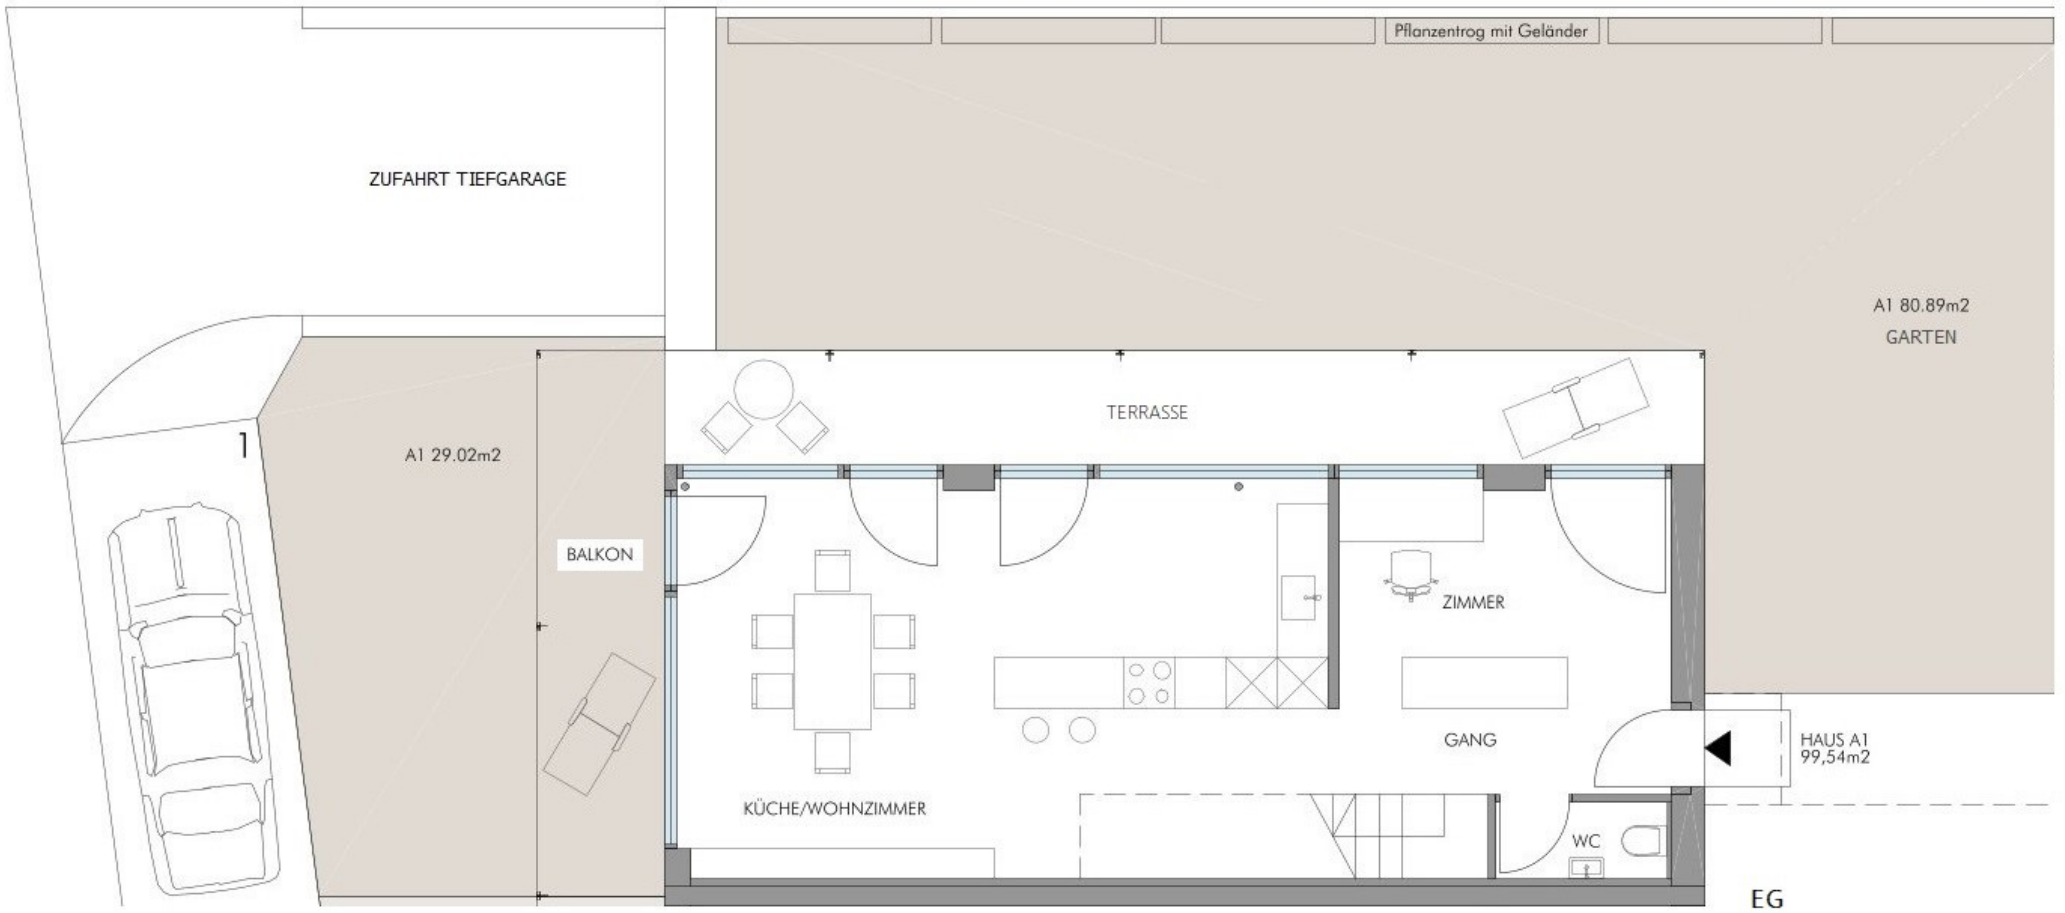 Pflanzentrog mit Geländer
ZUFAHRT TIEFGARAGE
A1 80.89m2
GARTEN
TERRASSE
1
A1 29.02m2
BALKON
ZIMMER
GANG
HAUS A1
99,54m2
KÜCHE/WOHNZIMMER
WC
EG